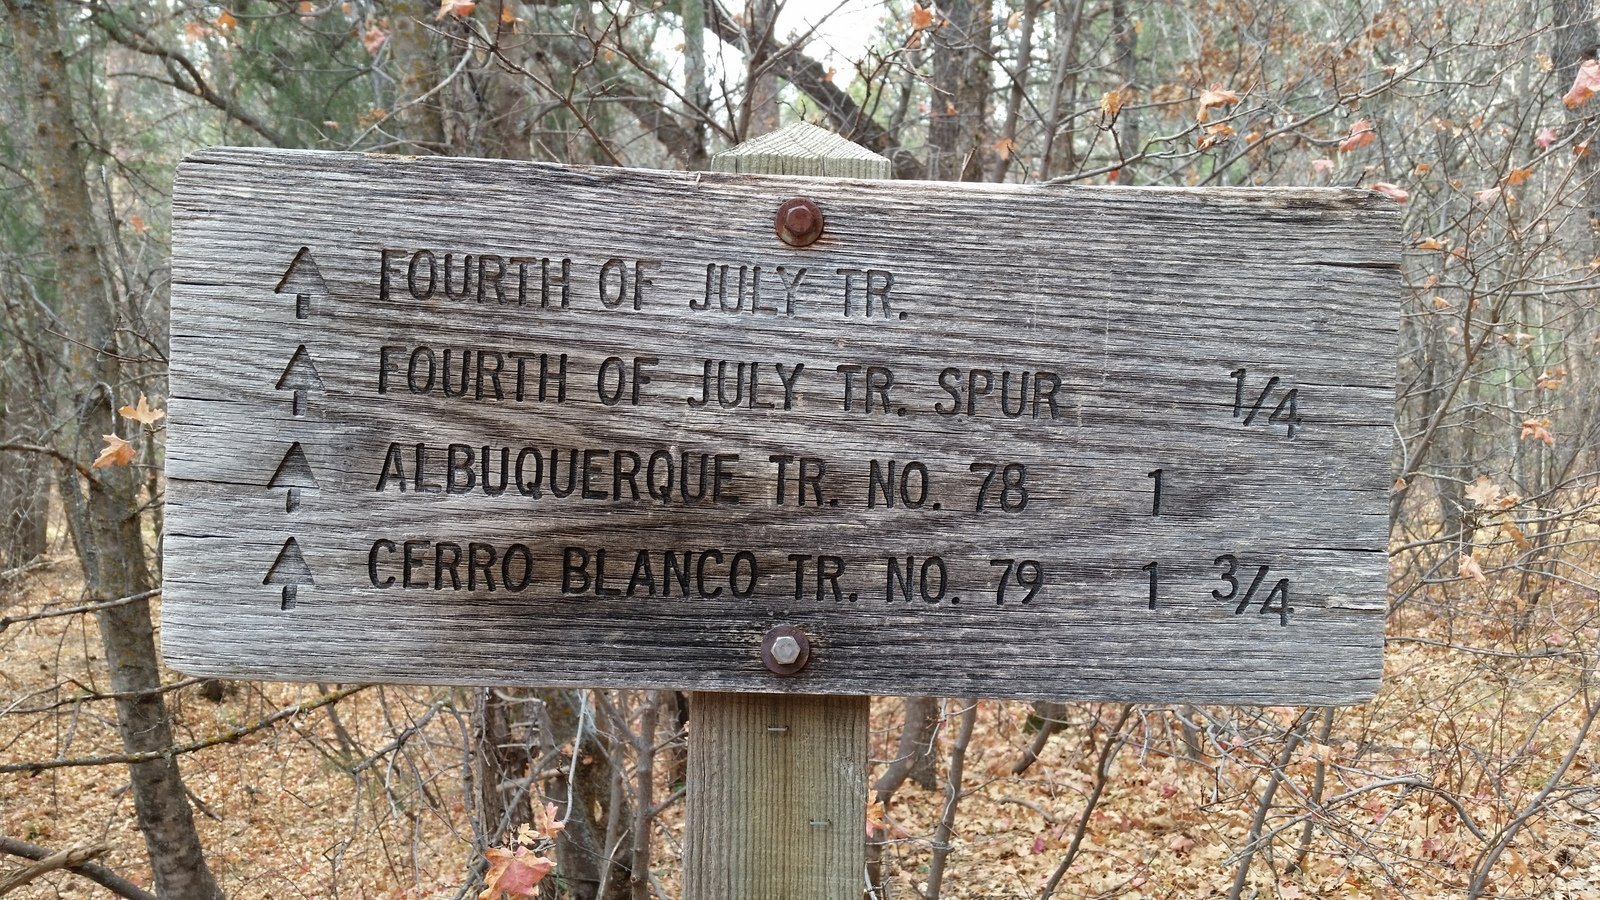 FOURTH OF JULY TR.
FOURTH OF JULY TR. SPUR 1/4
ALBUQUERQUE TR. NO. 78 1
CERRO BLANCO TR. NO. 79 1 3/4